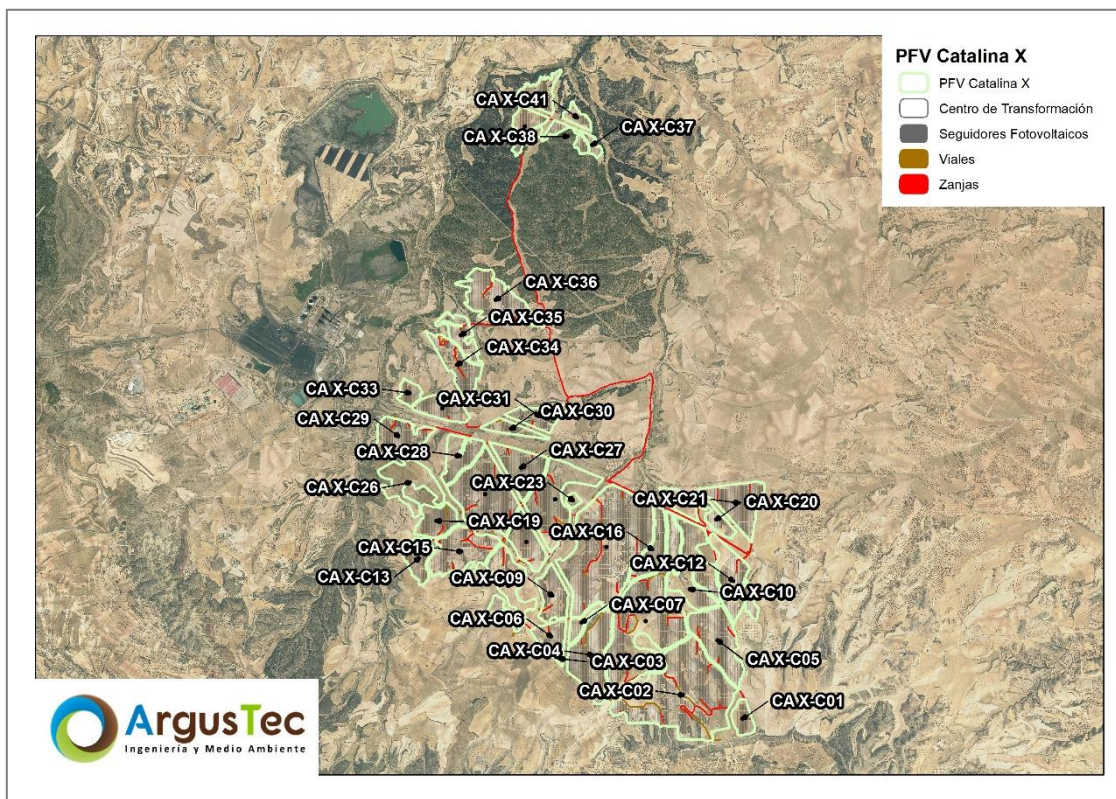 PFV Catalina X
PFV Catalina X
Centro de Transformación
Seguidores Fotovoltaicos
Viales
Zanjas
CA X-C41
CA X-C38
CA X-C37
CA X-C36
CA X-C35
CA X-C34
CA X-C33
CA X-C31
CA X-C30
CA X-C29
CA X-C28
CA X-C27
CA X-C26
CA X-C23
CA X-C21
CA X-C20
CA X-C19
CA X-C16
CA X-C15
CA X-C12
CA X-C13
CA X-C09
CA X-C10
CA X-C07
CA X-C06
CA X-C04
CA X-C03
CA X-C05
CA X-C02
CA X-C01
ArgusTec
Ingeniería y Medio Ambiente